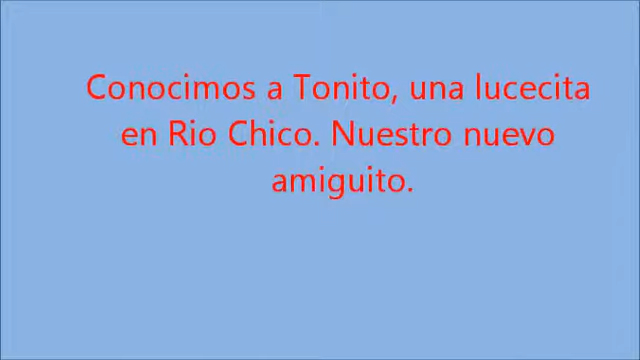 Conocimos a Tonito, una lucecita
en Rio Chico. Nuestro nuevo
amiguito.